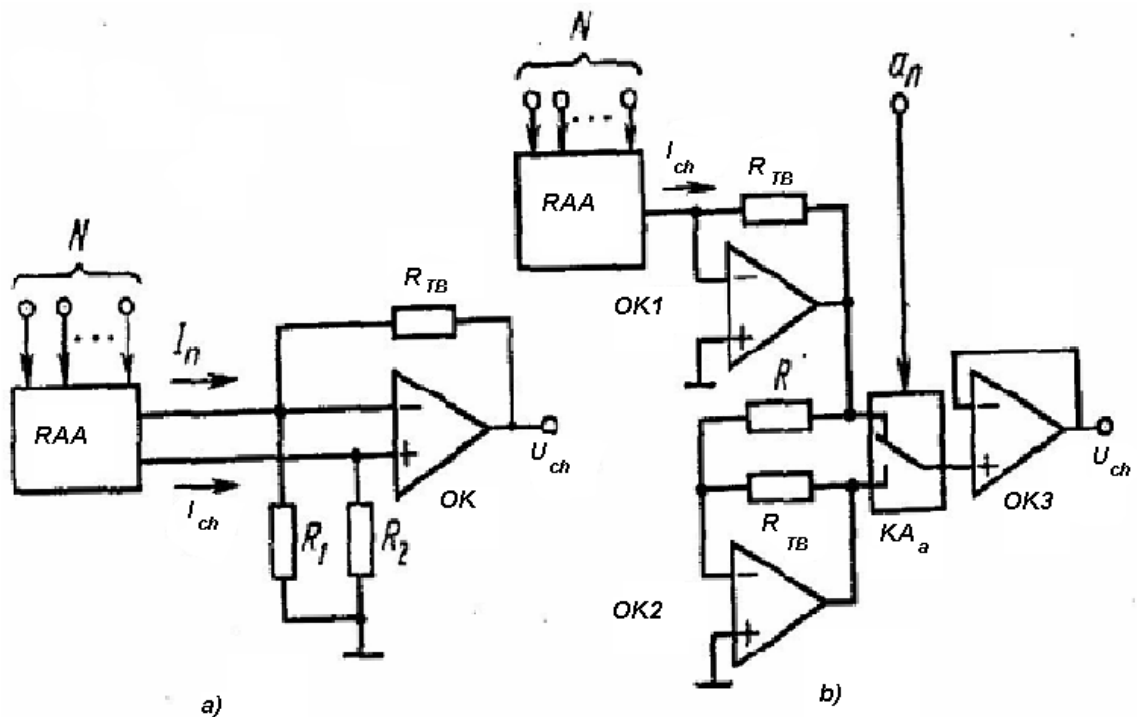 N
RAA
I_n
I_ch
R_TB
OK
U_ch
R_1
R_2
a)
N
RAA
I_ch
R_TB
OK1
a_n
R
R_TB
OK2
KA_a
OK3
U_ch
b)